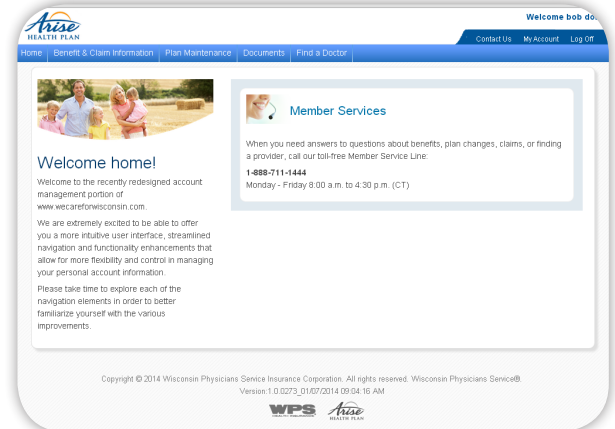 Welcome bob do
Arise
HEALTH PLAN
Contact Us My Account Log Off
Home Benefit & Claim Information Plan Maintenance Documents Find a Doctor
Welcome home!
Welcome to the recently redesigned account
management portion of
www.wecareforwisconsin.com.
We are extremely excited to be able to offer
you a more intuitive user interface, streamlined
navigation and functionality enhancements that
allow for more flexibility and control in managing
your personal account information.
Please take time to explore each of the
navigation elements in order to better
familiarize yourself with the various
improvements.
Member Services
When you need answers to questions about benefits, plan changes, claims, or finding
a provider, call our toll-free Member Service Line:
1-888-711-1444
Monday - Friday 8:00 a.m. to 4:30 p.m. (CT)
Copyright © 2014 Wisconsin Physicians Service Insurance Corporation. All rights reserved. Wisconsin Physicians Service®.
Version:1.0.0273_01/07/2014 09:04:16 AM
WPS
HEALTH INSURANCE
Arise
HEALTH PLAN